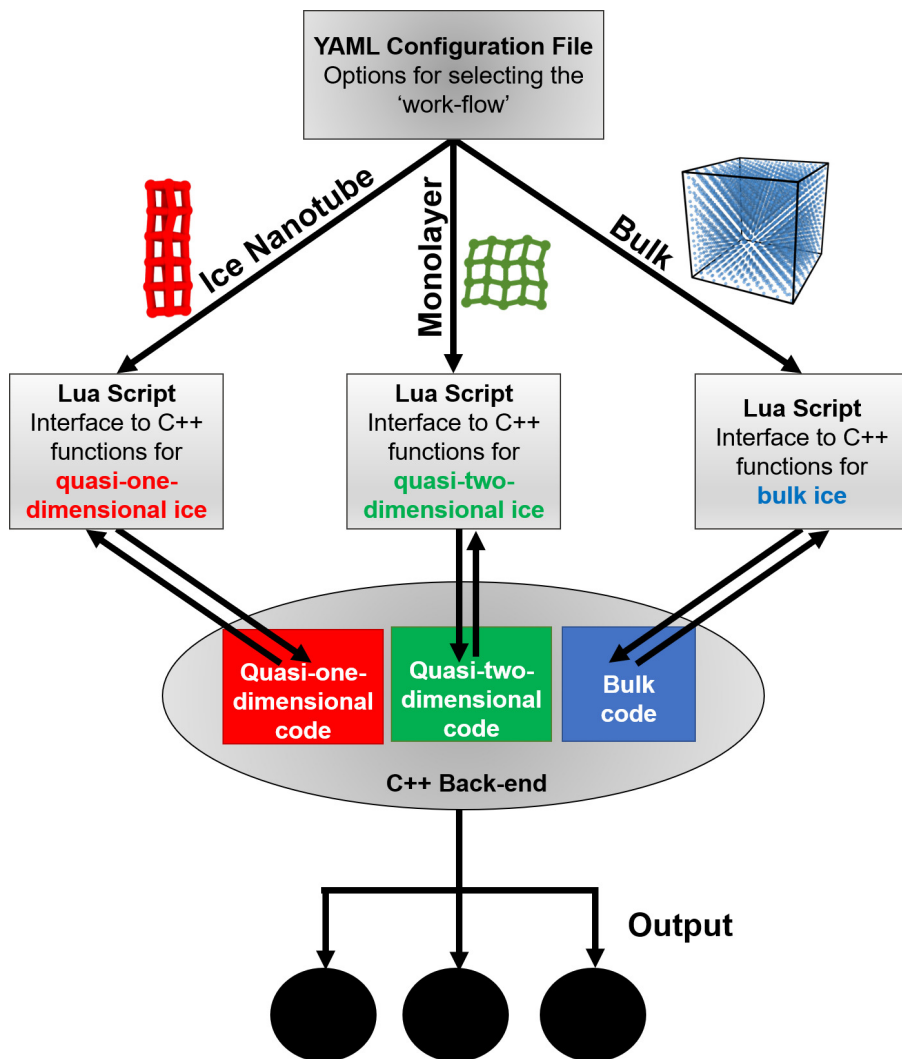 YAML Configuration File
Options for selecting the
‘work-flow’
Ice Nanotube
Monolayer
Bulk
Lua Script
Interface to C++
functions for
quasi-one-
dimensional ice
Lua Script
Interface to C++
functions for
quasi-two-
dimensional ice
Lua Script
Interface to C++
functions for
bulk ice
Quasi-one-
dimensional
code
Quasi-two-
dimensional
code
Bulk
code
C++ Back-end
Output